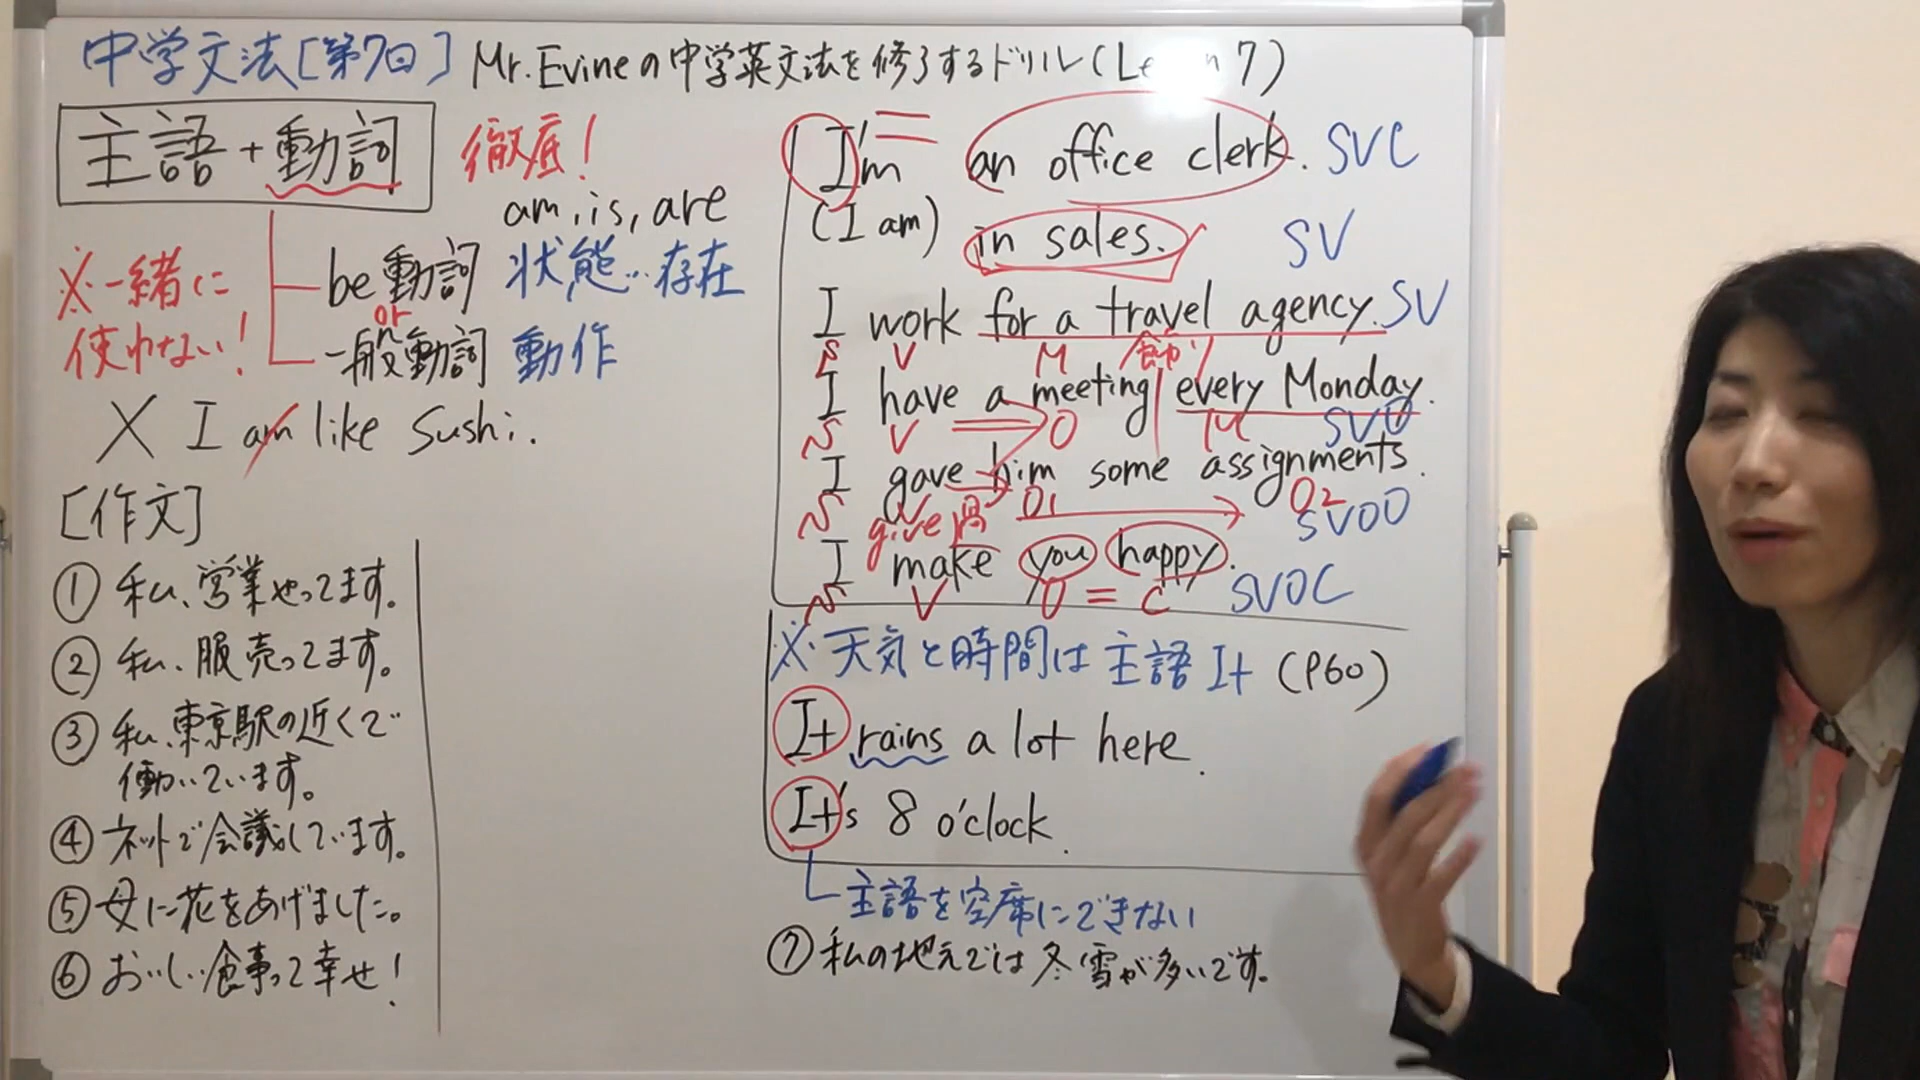 中学文法[第7日] Mr. Evineの中学英文法を修了するドリル(Le n 7)
主語+動詞 徹底!
am, is, are
※一緒に
使わない!
be動詞 状態…存在
or
一般動詞 動作
X I am like sushi.
[作文]
① 私、営業やってます。
② 私、服売ってます。
③ 私、東京駅の近くで
働いています。
④ ネットで会議しています。
⑤ 母に花をあげました。
⑥ おいしい食事って幸せ!
I'm an office clerk. SVC
(I am) in sales. SV
I work for a travel agency. SV
S V M 飾り
I have a meeting every Monday.
S V O M SVO
I gave him some assignments.
S V O1 O2 SVOO
give 過
I make you happy.
S V O = C SVOC
※天気と時間は主語 It (P60)
It rains a lot here.
It's 8 o'clock.
主語を空席にできない
⑦ 私の地元では冬雪が多いです。